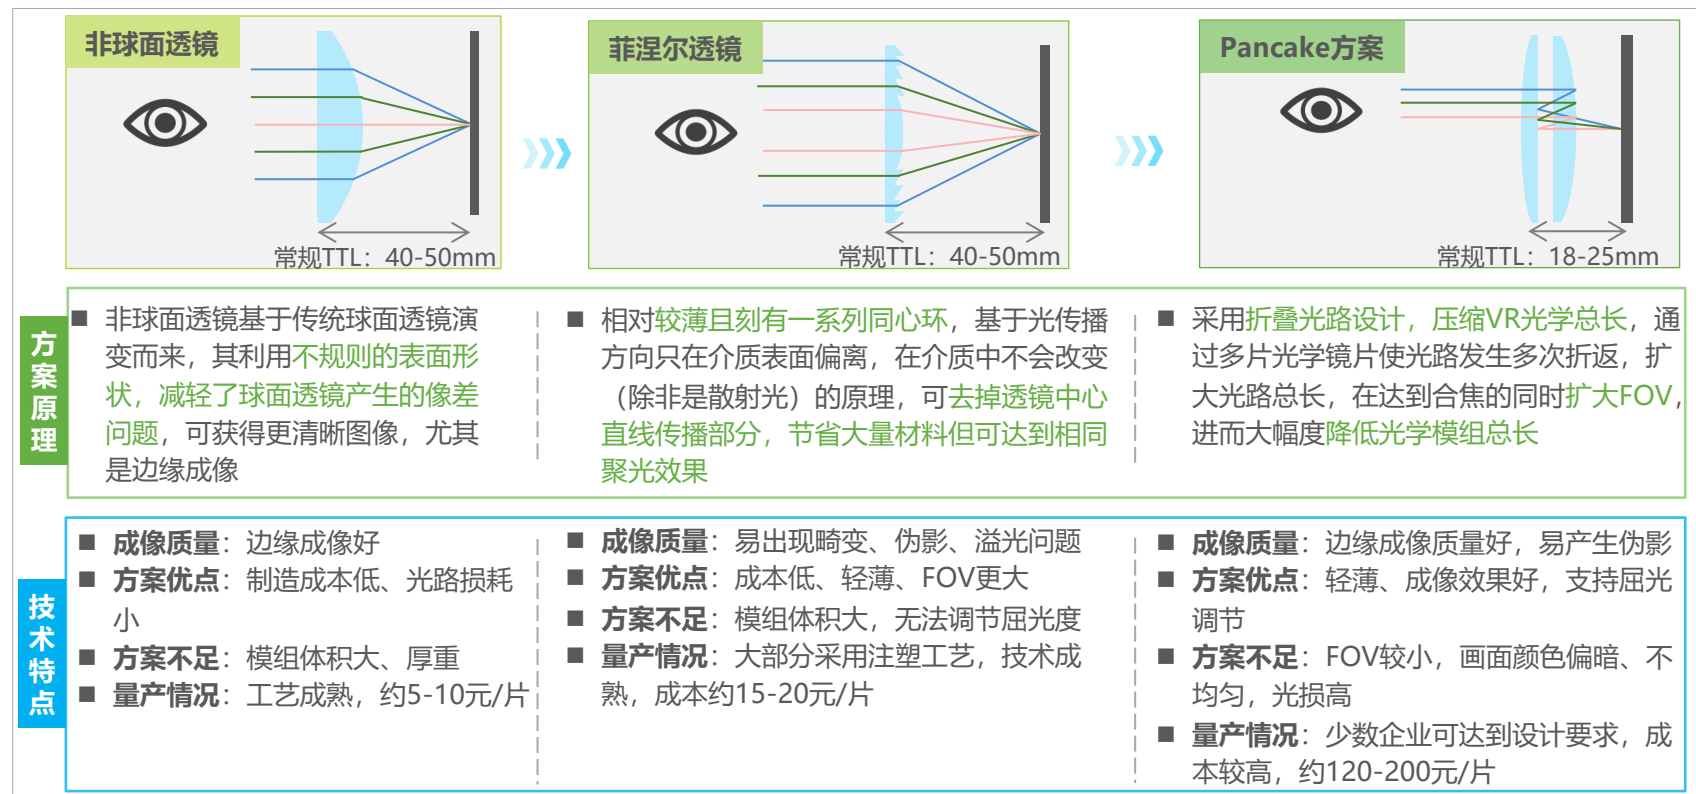 非球面透镜
常规TTL：40-50mm
菲涅尔透镜
常规TTL：40-50mm
Pancake方案
常规TTL：18-25mm
方案原理
■ 非球面透镜基于传统球面透镜演
变而来，其利用不规则的表面形
状，减轻了球面透镜产生的像差
问题，可获得更清晰图像，尤其
是边缘成像
■ 相对较薄且刻有一系列同心环，基于光传播
方向只在介质表面偏离，在介质中不会改变
（除非是散射光）的原理，可去掉透镜中心
直线传播部分，节省大量材料但可达到相同
聚光效果
■ 采用折叠光路设计，压缩VR光学总长，通
过多片光学镜片使光路发生多次折返，扩
大光路总长，在达到合焦的同时扩大FOV，
进而大幅度降低光学模组总长
技术特点
■ 成像质量：边缘成像好
■ 方案优点：制造成本低、光路损耗
小
■ 方案不足：模组体积大、厚重
■ 量产情况：工艺成熟，约5-10元/片
■ 成像质量：易出现畸变、伪影、溢光问题
■ 方案优点：成本低、轻薄、FOV更大
■ 方案不足：模组体积大，无法调节屈光度
■ 量产情况：大部分采用注塑工艺，技术成
熟，成本约15-20元/片
■ 成像质量：边缘成像质量好，易产生伪影
■ 方案优点：轻薄、成像效果好，支持屈光
调节
■ 方案不足：FOV较小，画面颜色偏暗、不
均匀，光损高
■ 量产情况：少数企业可达到设计要求，成
本较高，约120-200元/片